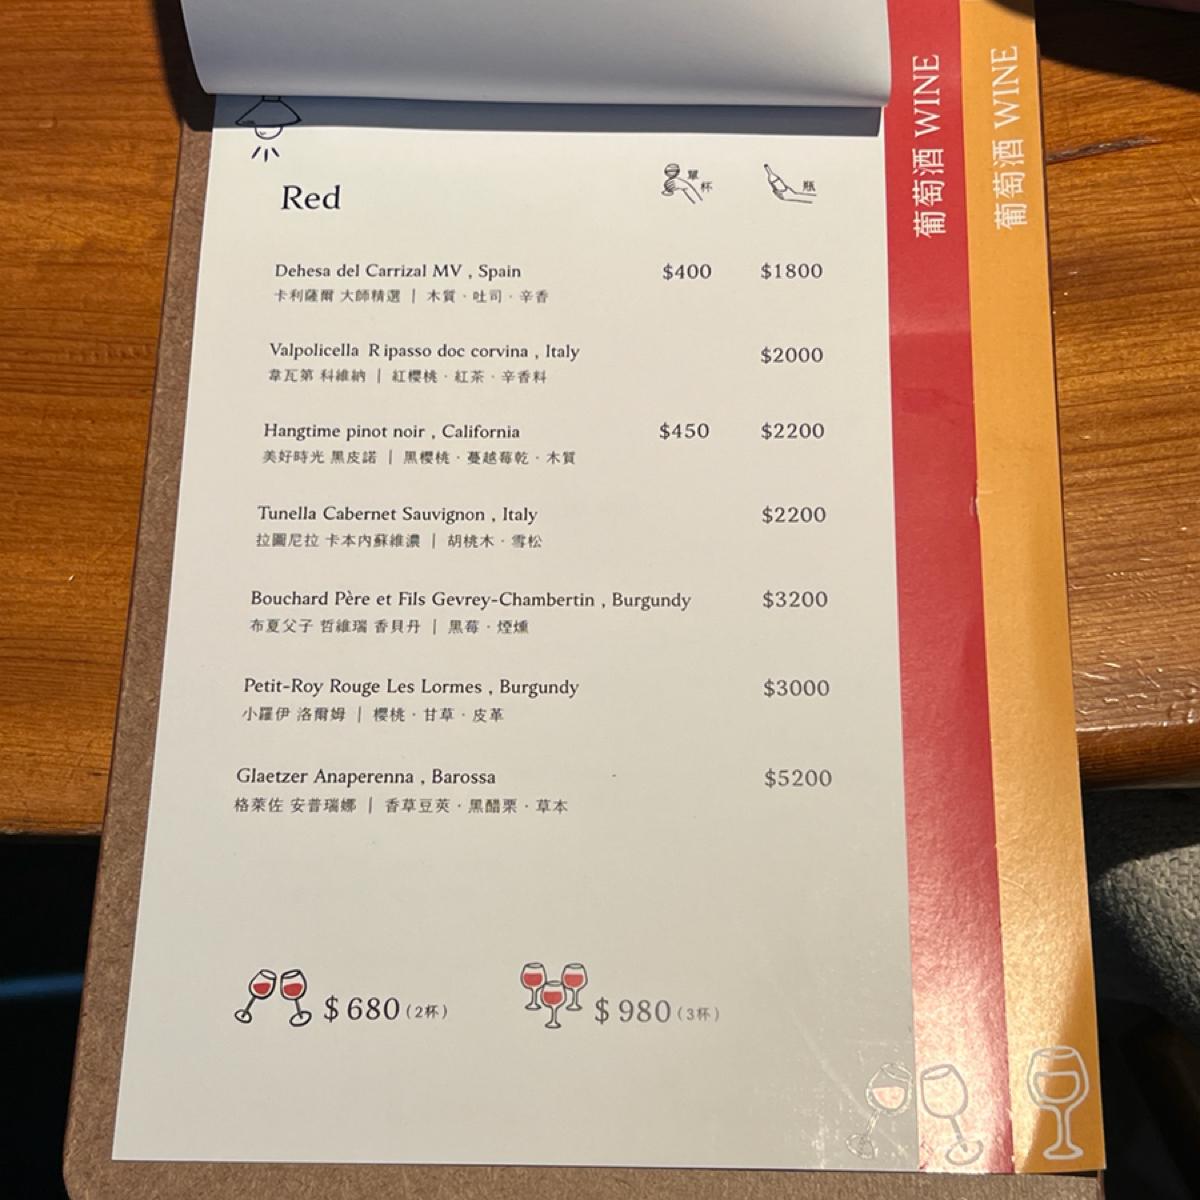 Red
單杯
瓶
Dehesa del Carrizal MV , Spain $400 $1800
卡利薩爾 大師精選 | 木質·吐司·辛香
Valpolicella Ripasso doc corvina , Italy $2000
韋瓦第 科維納 | 紅櫻桃·紅茶·辛香料
Hangtime pinot noir , California $450 $2200
美好時光 黑皮諾 | 黑櫻桃·蔓越莓乾·木質
Tunella Cabernet Sauvignon , Italy $2200
拉圖尼拉 卡本內蘇維濃 | 胡桃木·雪松
Bouchard Père et Fils Gevrey-Chambertin , Burgundy $3200
布夏父子 哲維瑞 香貝丹 | 黑莓·煙燻
Petit-Roy Rouge Les Lormes , Burgundy $3000
小羅伊 洛爾姆 | 櫻桃·甘草·皮革
Glaetzer Anaperenna , Barossa $5200
格萊佐 安普瑞娜 | 香草豆莢·黑醋栗·草本
$ 680 (2杯) $ 980 (3杯)
葡萄酒 WINE
葡萄酒 WINE